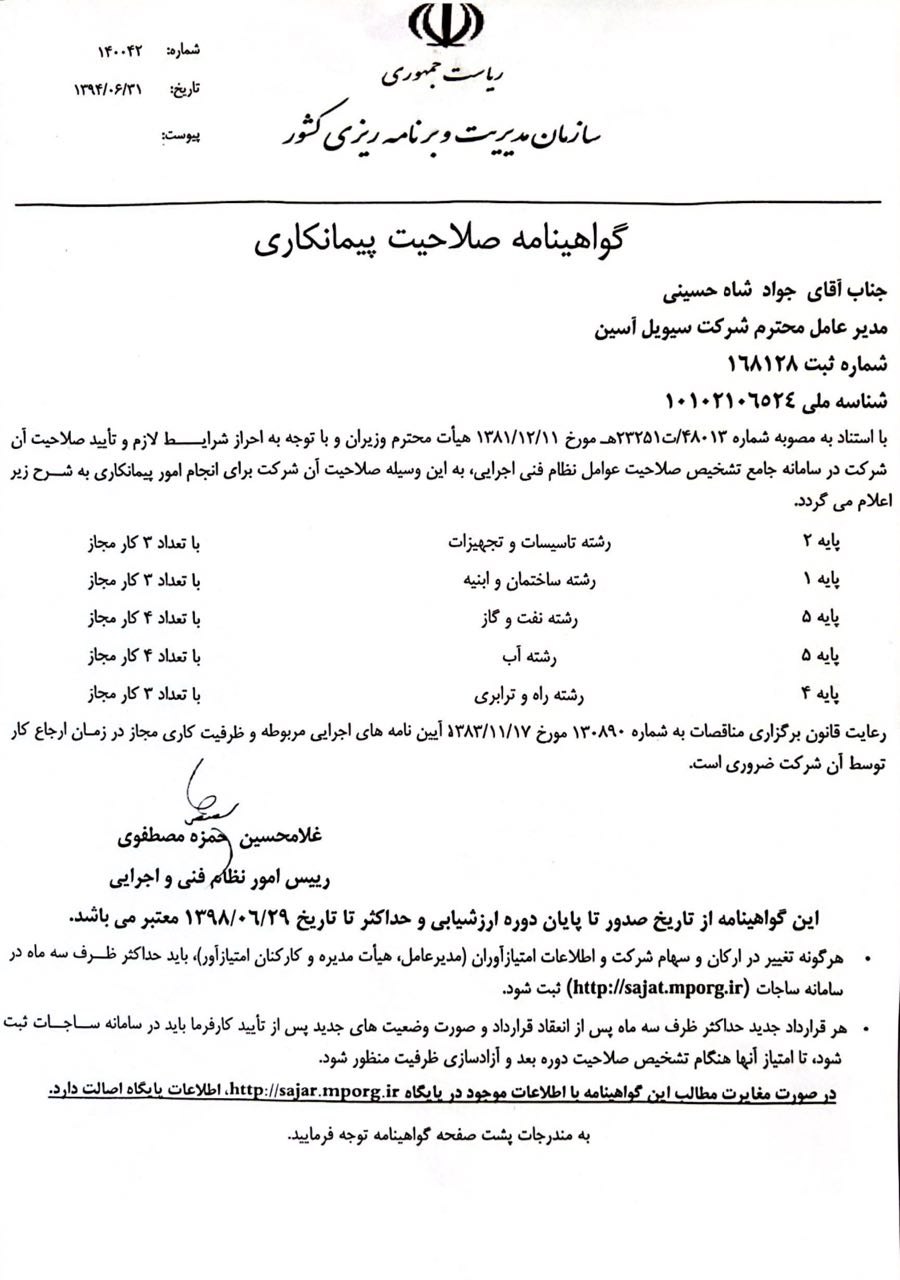 ریاست جمهوری
سازمان مدیریت و برنامه ریزی کشور
شماره: ۱۴۰۰۴۲
تاریخ: ۱۳۹۴/۰۶/۳۱
پیوست:
گواهینامه صلاحیت پیمانکاری
جناب آقای جواد شاه حسینی
مدیر عامل محترم شرکت سیویل آسین
شماره ثبت ۱۶۸۱۲۸
شناسه ملی ۱۰۱۰۲۱۰۶۵۲۴
با استناد به مصوبه شماره ۴۸۰۱۳/ت۲۳۲۵۱هـ مورخ ۱۳۸۱/۱۲/۱۱ هیأت محترم وزیران و با توجه به احراز شرایط لازم و تأیید صلاحیت آن
شرکت در سامانه جامع تشخیص صلاحیت عوامل نظام فنی اجرایی، به این وسیله صلاحیت آن شرکت برای انجام امور پیمانکاری به شرح زیر
اعلام می گردد.
پایه ۲ رشته تاسیسات و تجهیزات با تعداد ۳ کار مجاز
پایه ۱ رشته ساختمان و ابنیه با تعداد ۳ کار مجاز
پایه ۵ رشته نفت و گاز با تعداد ۴ کار مجاز
پایه ۵ رشته آب با تعداد ۴ کار مجاز
پایه ۴ رشته راه و ترابری با تعداد ۳ کار مجاز
رعایت قانون برگزاری مناقصات به شماره ۱۳۰۸۹۰ مورخ ۱۳۸۳/۱۱/۱۷ آیین نامه های اجرایی مربوطه و ظرفیت کاری مجاز در زمان ارجاع کار
توسط آن شرکت ضروری است.
غلامحسین حمزه مصطفوی
رییس امور نظام فنی و اجرایی
این گواهینامه از تاریخ صدور تا پایان دوره ارزشیابی و حداکثر تا تاریخ ۱۳۹۸/۰۶/۲۹ معتبر می باشد.
• هرگونه تغییر در ارکان و سهام شرکت و اطلاعات امتیازآوران (مدیرعامل، هیأت مدیره و کارکنان امتیازآور)، باید حداکثر ظرف سه ماه در
سامانه ساجات (http://sajat.mporg.ir) ثبت شود.
• هر قرارداد جدید حداکثر ظرف سه ماه پس از انعقاد قرارداد و صورت وضعیت های جدید پس از تأیید کارفرما باید در سامانه ساجات ثبت
شود، تا امتیاز آنها هنگام تشخیص صلاحیت دوره بعد و آزادسازی ظرفیت منظور شود.
در صورت مغایرت مطالب این گواهینامه با اطلاعات موجود در پایگاه http://sajar.mporg.ir، اطلاعات پایگاه اصالت دارد.
به مندرجات پشت صفحه گواهینامه توجه فرمایید.